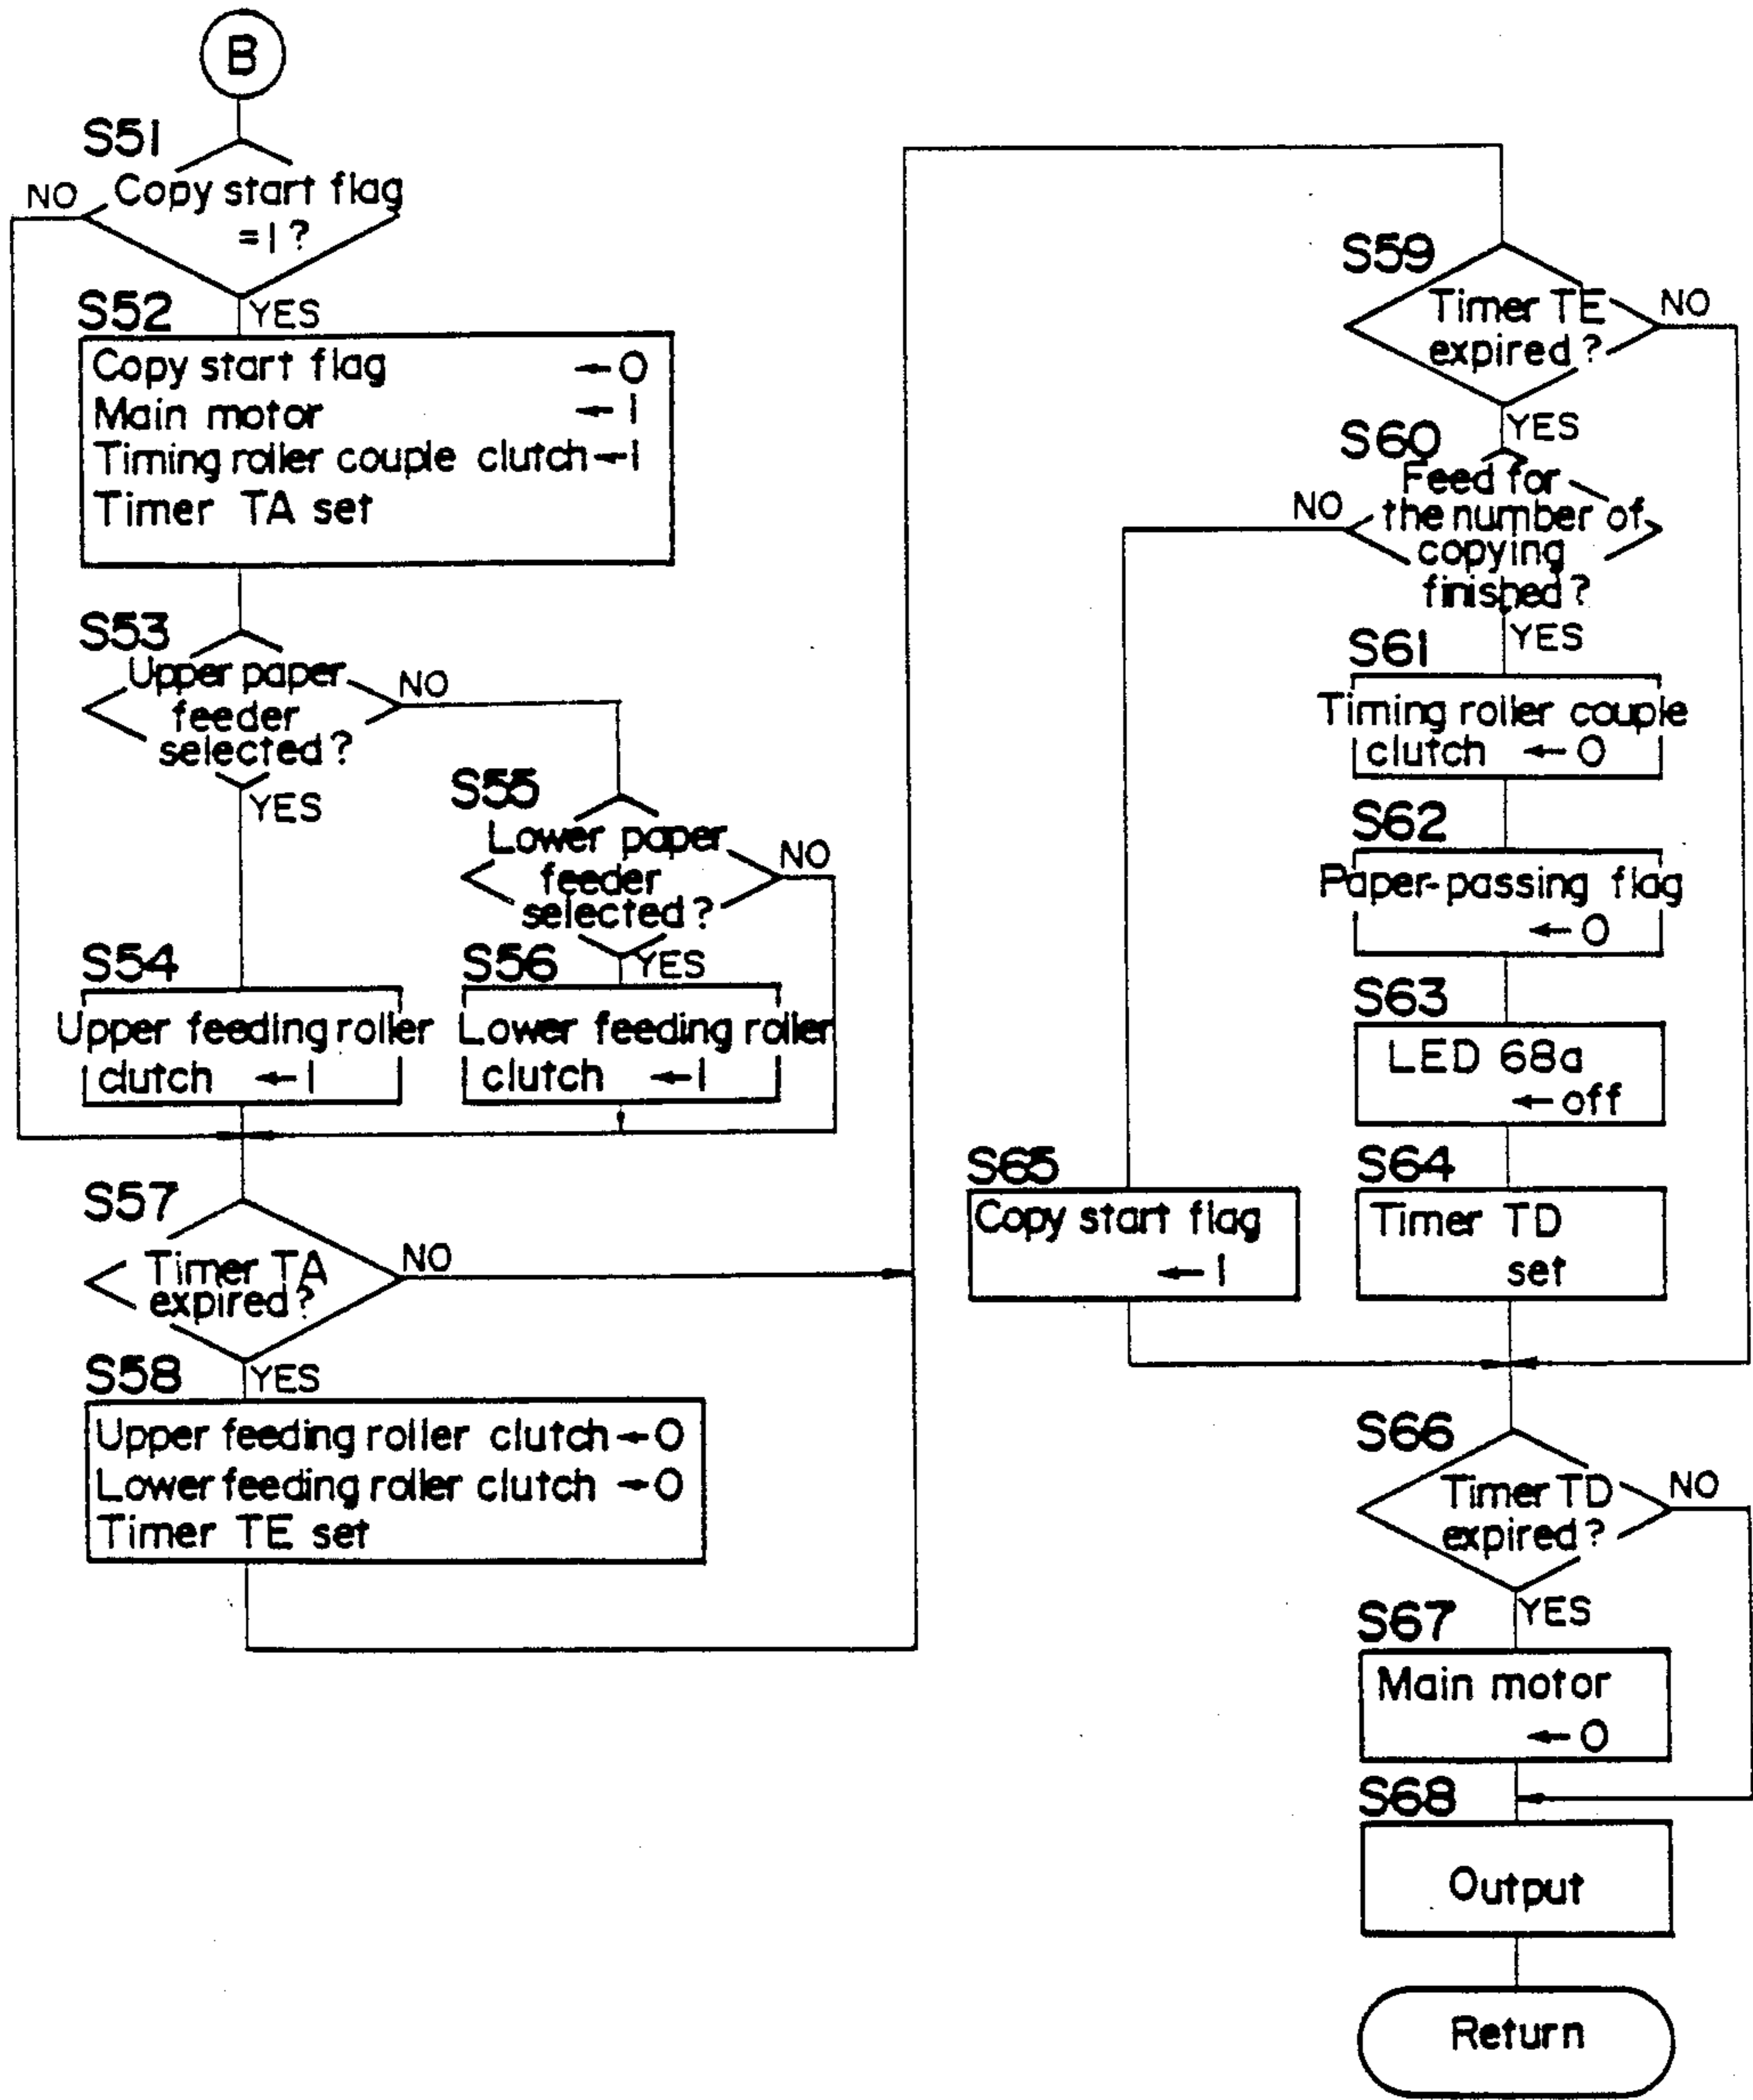 B
S51
Copy start flag
=1?
NO
YES
S52
Copy start flag ←0
Main motor ←1
Timing roller couple clutch←1
Timer TA set
S53
Upper paper
feeder
selected?
NO
YES
S55
Lower paper
feeder
selected?
NO
YES
S54
Upper feeding roller
clutch ←1
S56
Lower feeding roller
clutch ←1
S57
Timer TA
expired?
NO
YES
S58
Upper feeding roller clutch←0
Lower feeding roller clutch ←0
Timer TE set
S59
Timer TE
expired?
NO
YES
S60
Feed for
the number of
copying
finished?
NO
YES
S61
Timing roller couple
clutch ←0
S62
Paper-passing flag
←0
S63
LED 68a
←off
S64
Timer TD
set
S65
Copy start flag
←1
S66
Timer TD
expired?
NO
YES
S67
Main motor
←0
S68
Output
Return